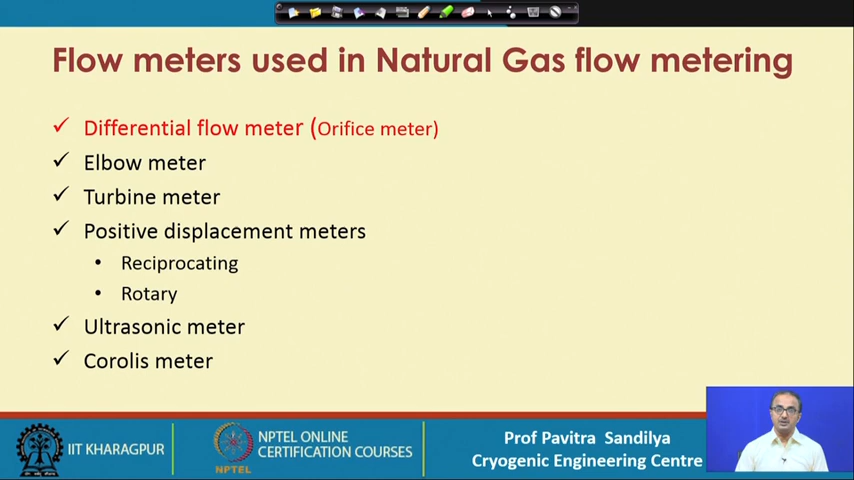 Flow meters used in Natural Gas flow metering
✓ Differential flow meter (Orifice meter)
✓ Elbow meter
✓ Turbine meter
✓ Positive displacement meters
• Reciprocating
• Rotary
✓ Ultrasonic meter
✓ Corolis meter
IIT KHARAGPUR
NPTEL
NPTEL ONLINE
CERTIFICATION COURSES
Prof Pavitra Sandilya
Cryogenic Engineering Centre